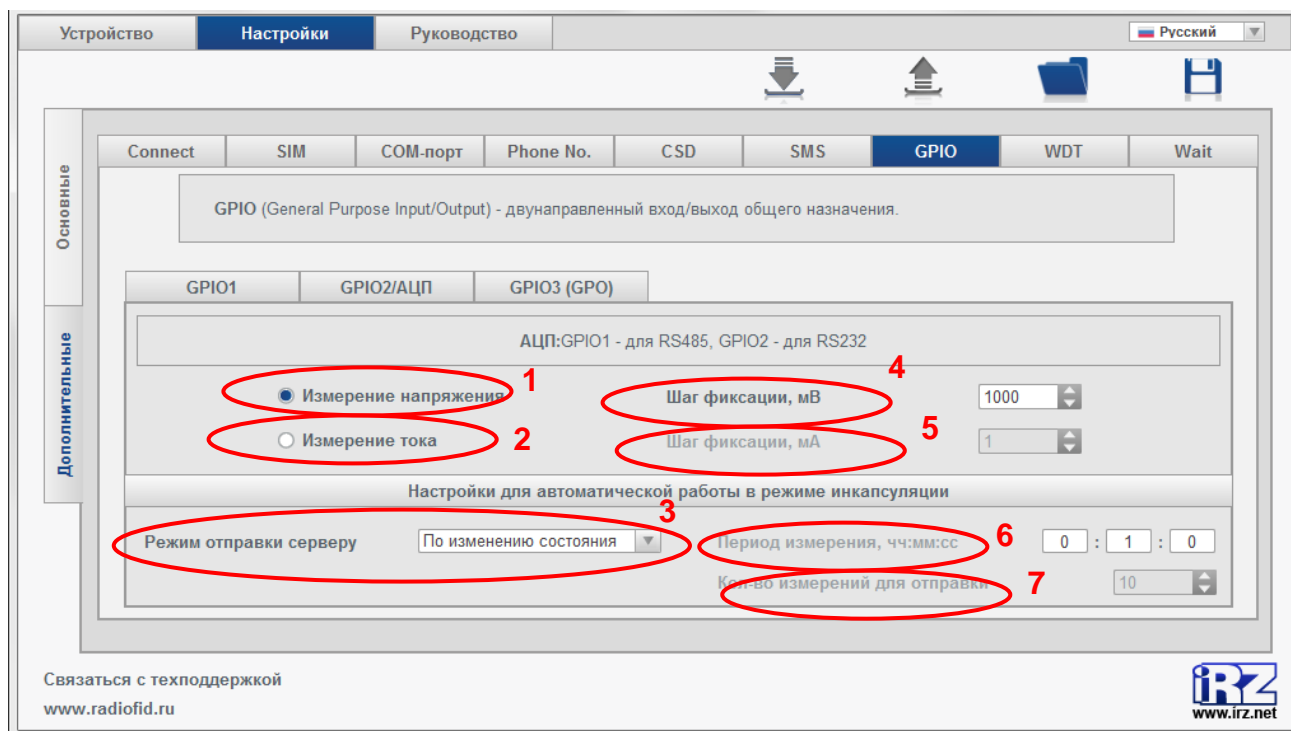 Устройство Настройки Руководство Русский
Connect SIM COM-порт Phone No. CSD SMS GPIO WDT Wait
Основные
GPIO (General Purpose Input/Output) - двунаправленный вход/выход общего назначения.
GPIO1 GPIO2/АЦП GPIO3 (GPO)
Дополнительные
АЦП:GPIO1 - для RS485, GPIO2 - для RS232
Измерение напряжения 1 Шаг фиксации, мВ 4 1000
Измерение тока 2 Шаг фиксации, мА 5 1
Настройки для автоматической работы в режиме инкапсуляции
Режим отправки серверу По изменению состояния 3 Период измерения, чч:мм:сс 6 0 : 1 : 0
Кол-во измерений для отправки 7 10
Связаться с техподдержкой
www.radiofid.ru
iRZ
www.irz.net